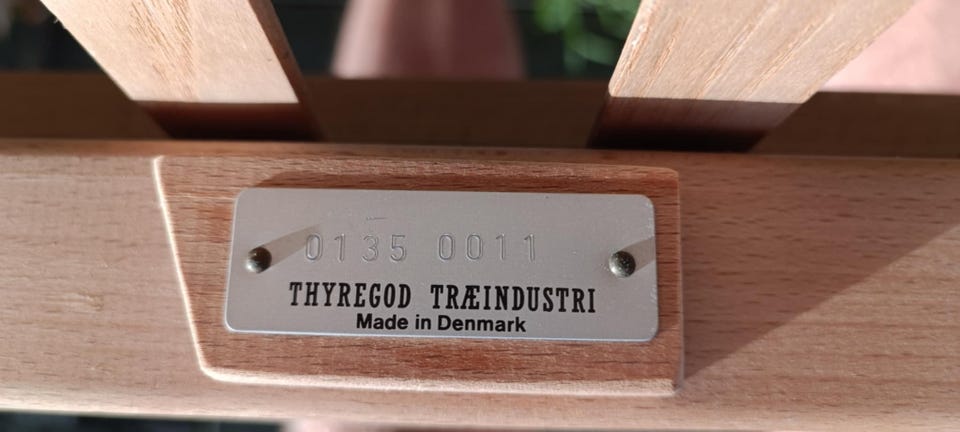 0135 0011
THYREGOD TRÆINDUSTRI
Made in Denmark